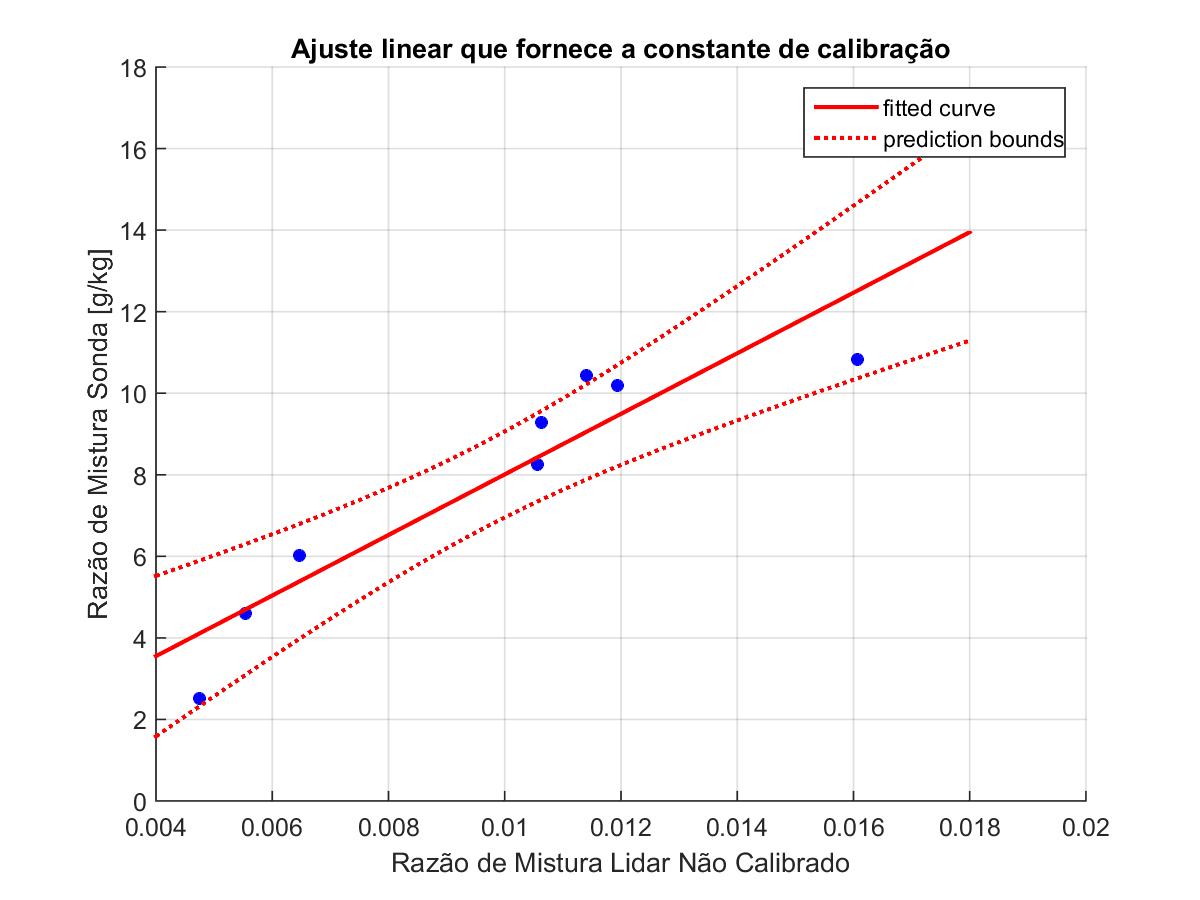 Ajuste linear que fornece a constante de calibração
fitted curve
prediction bounds
Razão de Mistura Sonda [g/kg]
18
16
14
12
10
8
6
4
2
0
0.004 0.006 0.008 0.01 0.012 0.014 0.016 0.018 0.02
Razão de Mistura Lidar Não Calibrado